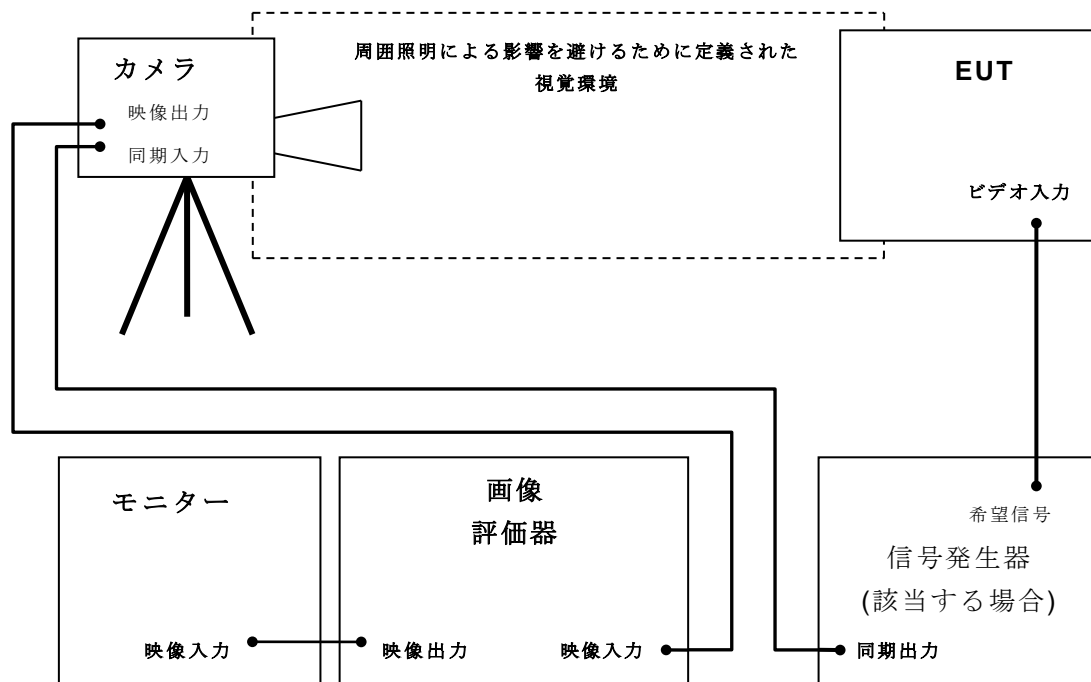 カメラ
映像出力
同期入力
周囲照明による影響を避けるために定義された
視覚環境
EUT
ビデオ入力
モニター
映像入力
画像
評価器
映像出力
映像入力
希望信号
信号発生器
(該当する場合)
同期出力